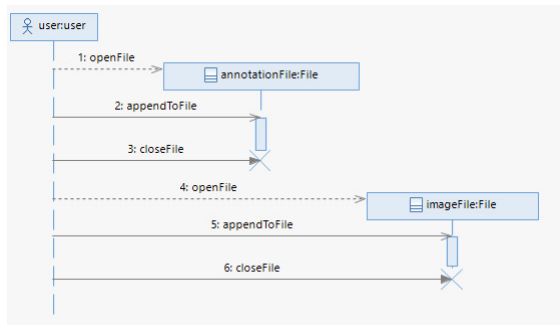 user:user
1: openFile
annotationFile:File
2: appendToFile
3: closeFile
4: openFile
imageFile:File
5: appendToFile
6: closeFile